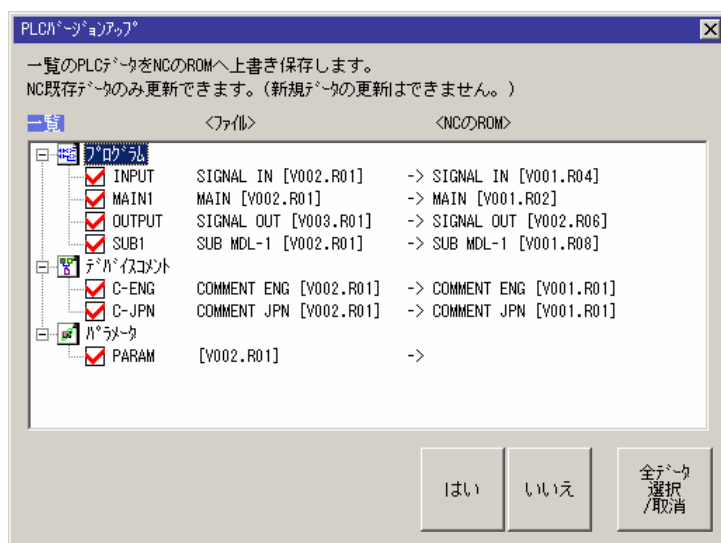 PLCﾊﾞｰｼﾞｮﾝｱｯﾌﾟ
一覧のPLCﾃﾞｰﾀをNCのROMへ上書き保存します。
NC既存ﾃﾞｰﾀのみ更新できます。(新規ﾃﾞｰﾀの更新はできません。)
一覧 <ﾌｧｲﾙ> <NCのROM>
ﾌﾟﾛｸﾞﾗﾑ
INPUT SIGNAL IN [V002.R01] -> SIGNAL IN [V001.R04]
MAIN1 MAIN [V002.R01] -> MAIN [V001.R02]
OUTPUT SIGNAL OUT [V003.R01] -> SIGNAL OUT [V002.R06]
SUB1 SUB MDL-1 [V002.R01] -> SUB MDL-1 [V001.R08]
ﾃﾞﾊﾞｲｽｺﾒﾝﾄ
C-ENG COMMENT ENG [V002.R01] -> COMMENT ENG [V001.R01]
C-JPN COMMENT JPN [V002.R01] -> COMMENT JPN [V001.R01]
ﾊﾟﾗﾒｰﾀ
PARAM [V002.R01] ->
はい いいえ
全ﾃﾞｰﾀ
選択
/取消